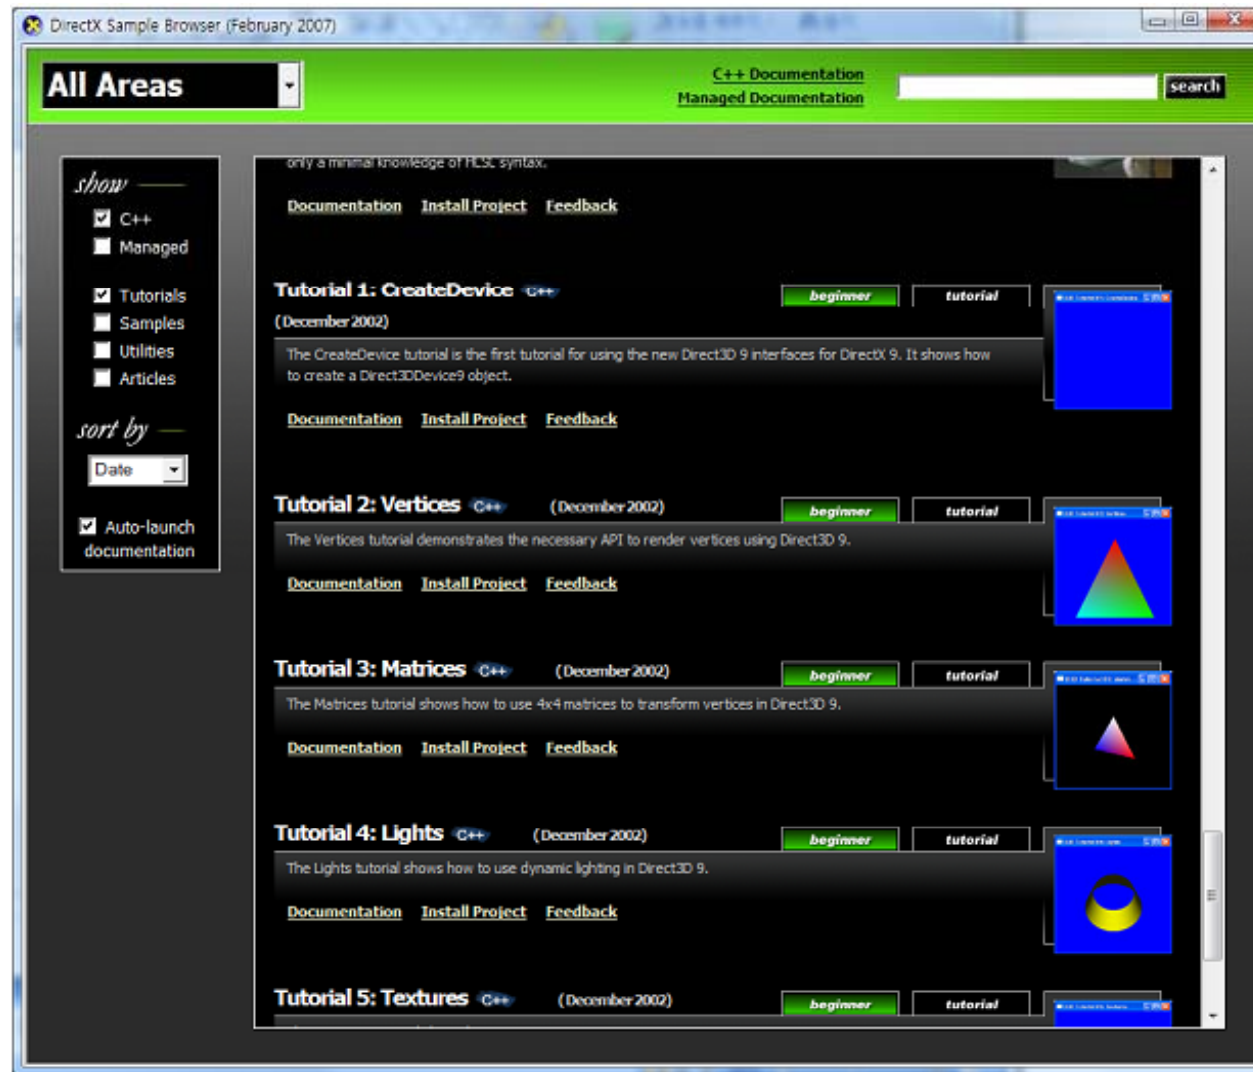 DirectX Sample Browser (February 2007)
All Areas
C++ Documentation
Managed Documentation
search
show
C++
Managed
Tutorials
Samples
Utilities
Articles
sort by
Date
Auto-launch
documentation
only a minimal knowledge of HLSL syntax.
Documentation Install Project Feedback
Tutorial 1: CreateDevice C++
beginner tutorial
(December 2002)
The CreateDevice tutorial is the first tutorial for using the new Direct3D 9 interfaces for DirectX 9. It shows how
to create a Direct3DDevice9 object.
Documentation Install Project Feedback
Tutorial 2: Vertices C++ (December 2002)
beginner tutorial
The Vertices tutorial demonstrates the necessary API to render vertices using Direct3D 9.
Documentation Install Project Feedback
Tutorial 3: Matrices C++ (December 2002)
beginner tutorial
The Matrices tutorial shows how to use 4x4 matrices to transform vertices in Direct3D 9.
Documentation Install Project Feedback
Tutorial 4: Lights C++ (December 2002)
beginner tutorial
The Lights tutorial shows how to use dynamic lighting in Direct3D 9.
Documentation Install Project Feedback
Tutorial 5: Textures C++ (December 2002)
beginner tutorial